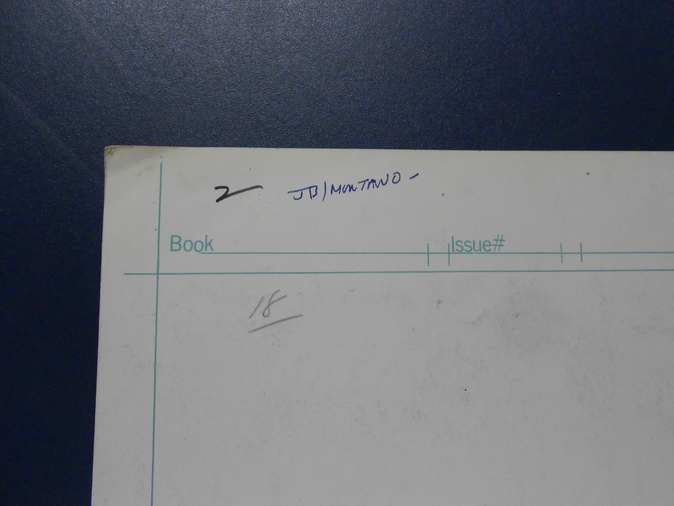 2 JB/MONTANO -
Book Issue#
18